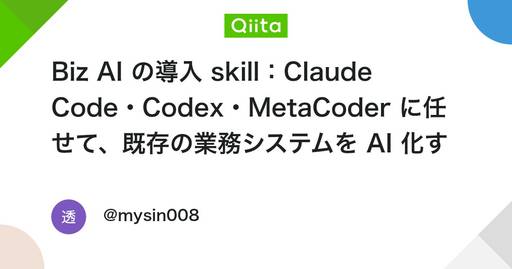 Qiita
Biz AI の導入 skill：Claude
Code・Codex・MetaCoder に任
せて、既存の業務システムを AI 化す
透
@mysin008